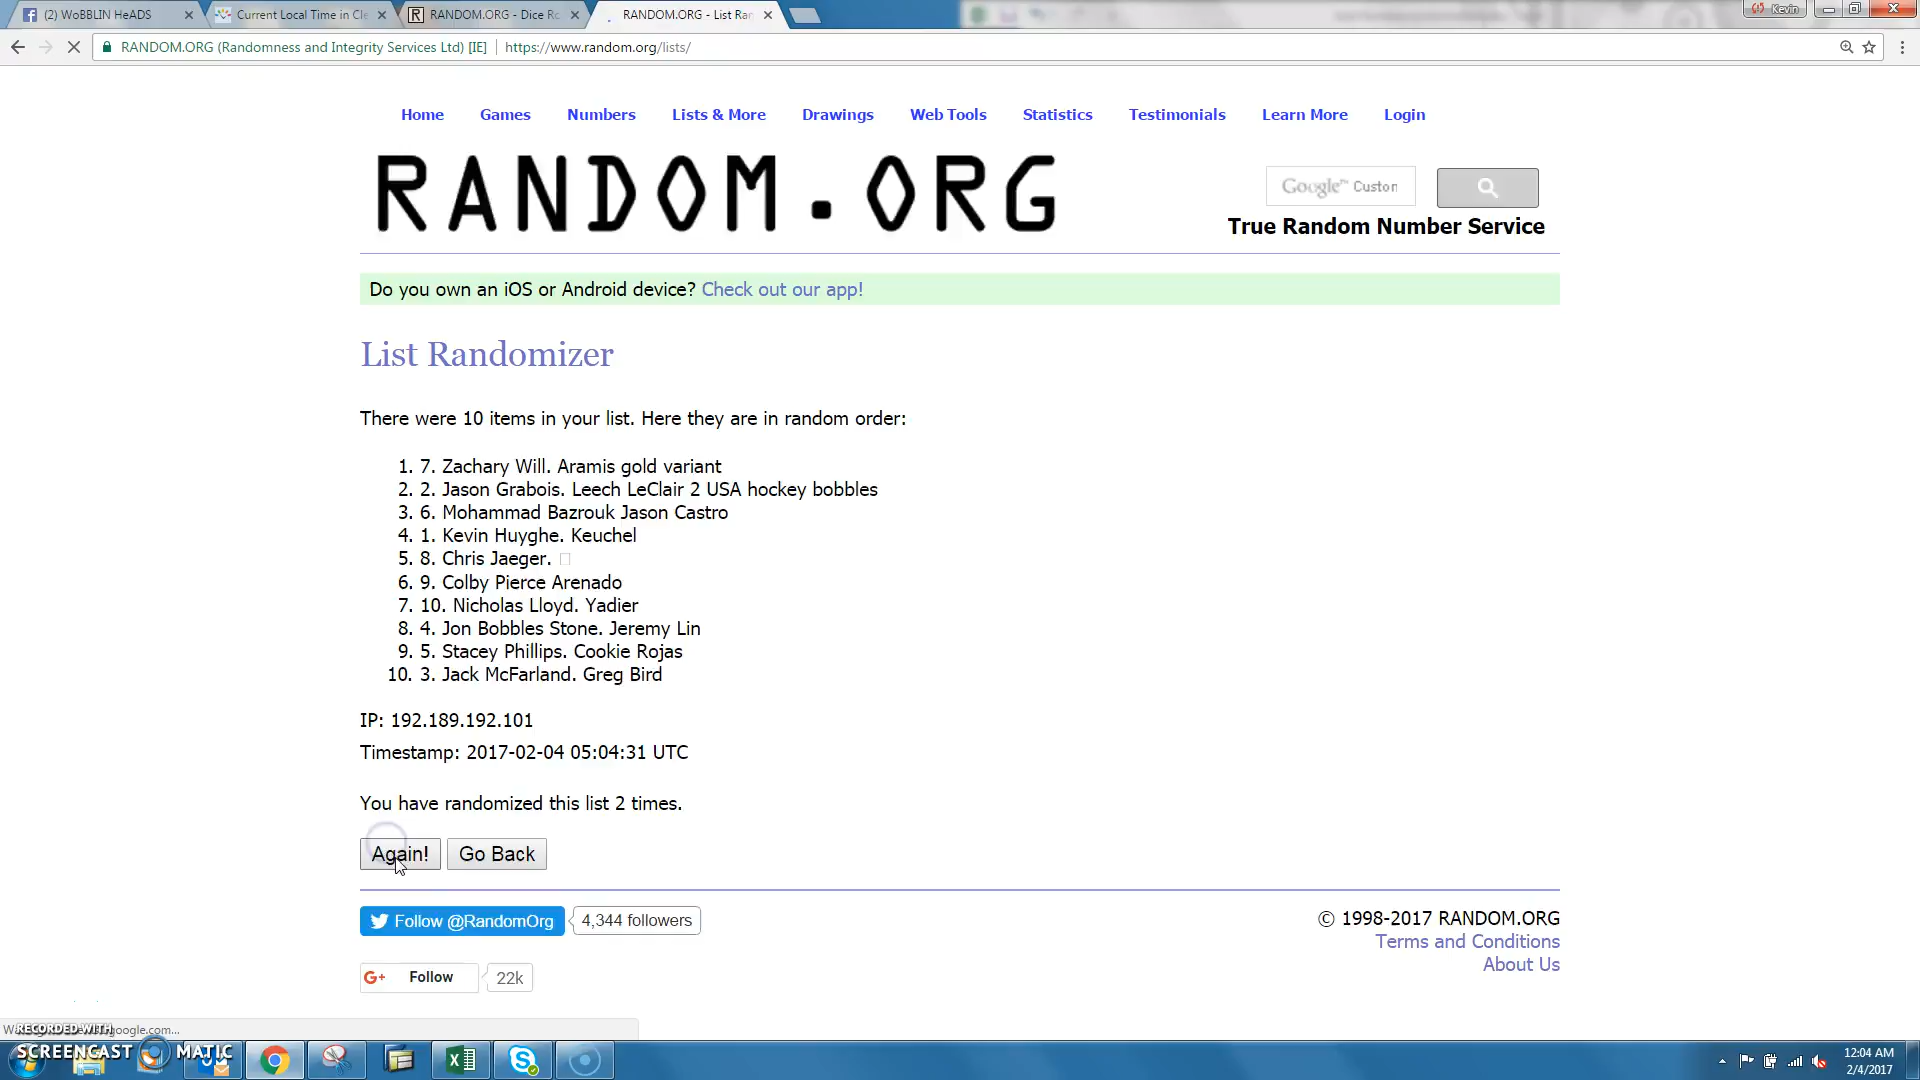 (2) WoBBLIN HeADS
Current Local Time in Cle
RANDOM.ORG - Dice Ro
RANDOM.ORG - List Ran
Kevin
RANDOM.ORG (Randomness and Integrity Services Ltd) [IE]
https://www.random.org/lists/
Home Games Numbers Lists & More Drawings Web Tools Statistics Testimonials Learn More Login
RANDOM.ORG
Google™ Custon
True Random Number Service
Do you own an iOS or Android device? Check out our app!
List Randomizer
There were 10 items in your list. Here they are in random order:
1. 7. Zachary Will. Aramis gold variant
2. 2. Jason Grabois. Leech LeClair 2 USA hockey bobbles
3. 6. Mohammad Bazrouk Jason Castro
4. 1. Kevin Huyghe. Keuchel
5. 8. Chris Jaeger.
6. 9. Colby Pierce Arenado
7. 10. Nicholas Lloyd. Yadier
8. 4. Jon Bobbles Stone. Jeremy Lin
9. 5. Stacey Phillips. Cookie Rojas
10. 3. Jack McFarland. Greg Bird
IP: 192.189.192.101
Timestamp: 2017-02-04 05:04:31 UTC
You have randomized this list 2 times.
Again! Go Back
Follow @RandomOrg 4,344 followers
© 1998-2017 RANDOM.ORG
Terms and Conditions
About Us
G+ Follow 22k
google.com...
RECORDED WITH
SCREENCAST MATIC
12:04 AM
2/4/2017